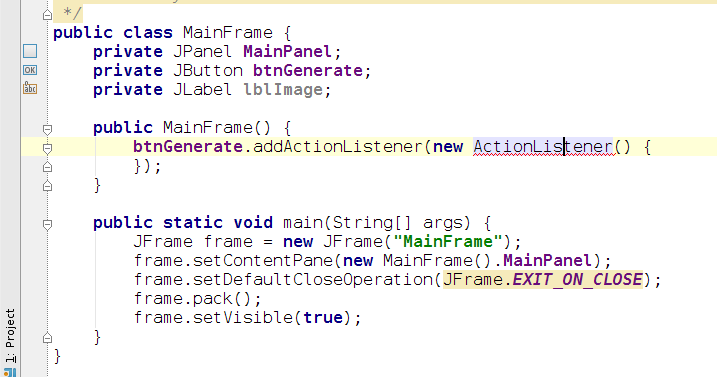 */
public class MainFrame {
private JPanel MainPanel;
OK private JButton btnGenerate;
abc private JLabel lblImage;
public MainFrame() {
btnGenerate.addActionListener(new ActionListener() {
});
}
public static void main(String[] args) {
JFrame frame = new JFrame("MainFrame");
frame.setContentPane(new MainFrame().MainPanel);
frame.setDefaultCloseOperation(JFrame.EXIT_ON_CLOSE);
frame.pack();
frame.setVisible(true);
}
}
1: Project